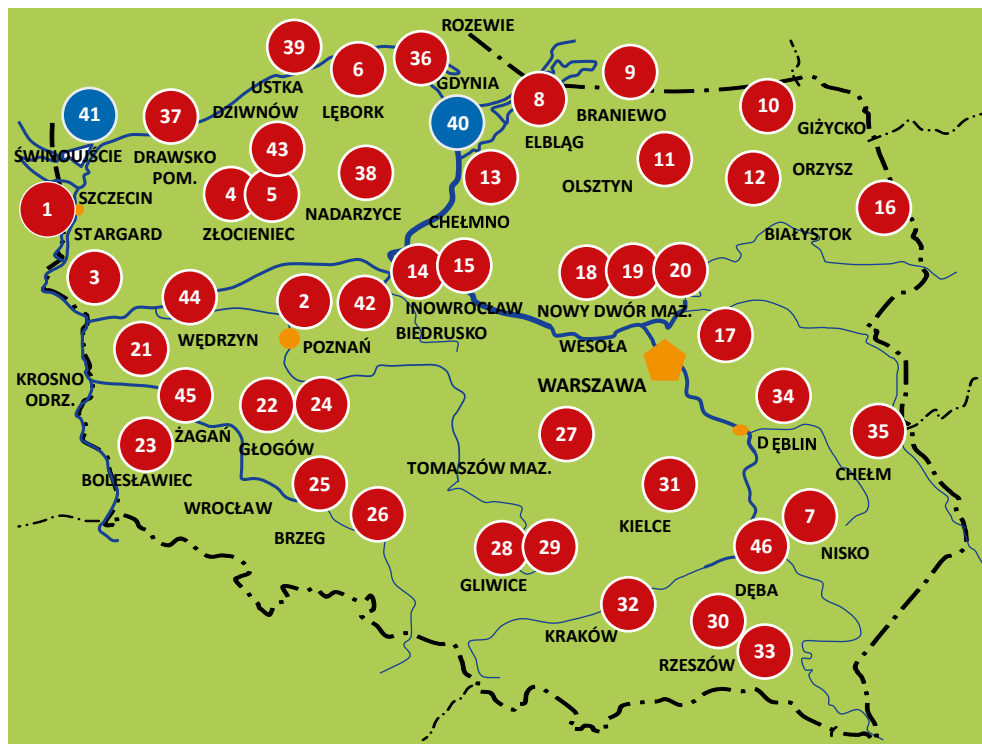 ROZEWIE
39
36
6
GDYNIA
9
USTKA
8
10
41
37
DZIWNÓW
LĘBORK
40
BRANIEWO
GIŻYCKO
ELBLĄG
ŚWINOUJŚCIE
DRAWSKO
POM.
43
11
ORZYSZ
38
13
OLSZTYN
12
SZCZECIN
4
5
NADARZYCE
1
CHEŁMNO
16
STARGARD
ZŁOCIENIEC
BIAŁYSTOK
3
14
15
18
19
20
44
2
42
INOWROCŁAW
NOWY DWÓR MAZ.
WĘDRZYN
POZNAŃ
BIEDRUSKO
WESOŁA
17
21
KROSNO
ODRZ.
WARSZAWA
45
22
24
34
23
ŻAGAŃ
GŁOGÓW
27
35
DĘBLIN
BOLESŁAWIEC
TOMASZÓW MAZ.
CHEŁM
25
31
WROCŁAW
26
7
BRZEG
KIELCE
28
29
46
NISKO
GLIWICE
DĘBA
32
KRAKÓW
30
RZESZÓW
33